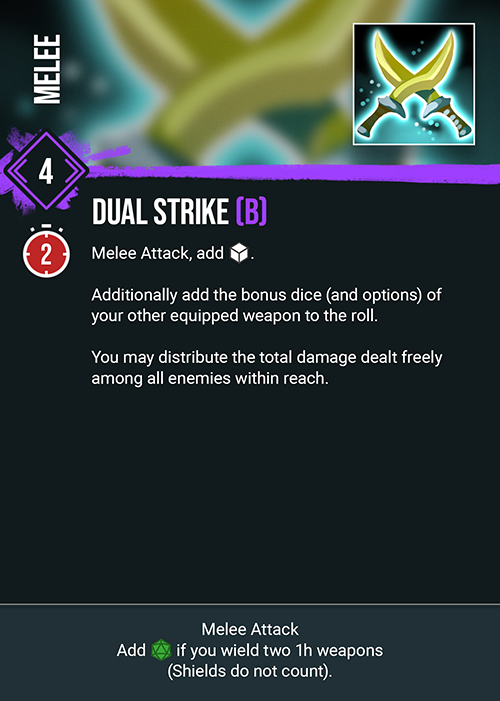 MELEE
4
DUAL STRIKE (B)
2
Melee Attack, add .
Additionally add the bonus dice (and options) of
your other equipped weapon to the roll.
You may distribute the total damage dealt freely
among all enemies within reach.
Melee Attack
Add if you wield two 1h weapons
(Shields do not count).